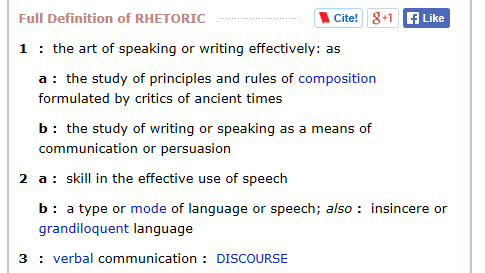 Full Definition of RHETORIC
Cite!
g+1
f Like
1 : the art of speaking or writing effectively: as
a : the study of principles and rules of composition
formulated by critics of ancient times
b : the study of writing or speaking as a means of
communication or persuasion
2 a : skill in the effective use of speech
b : a type or mode of language or speech; also : insincere or
grandiloquent language
3 : verbal communication : DISCOURSE